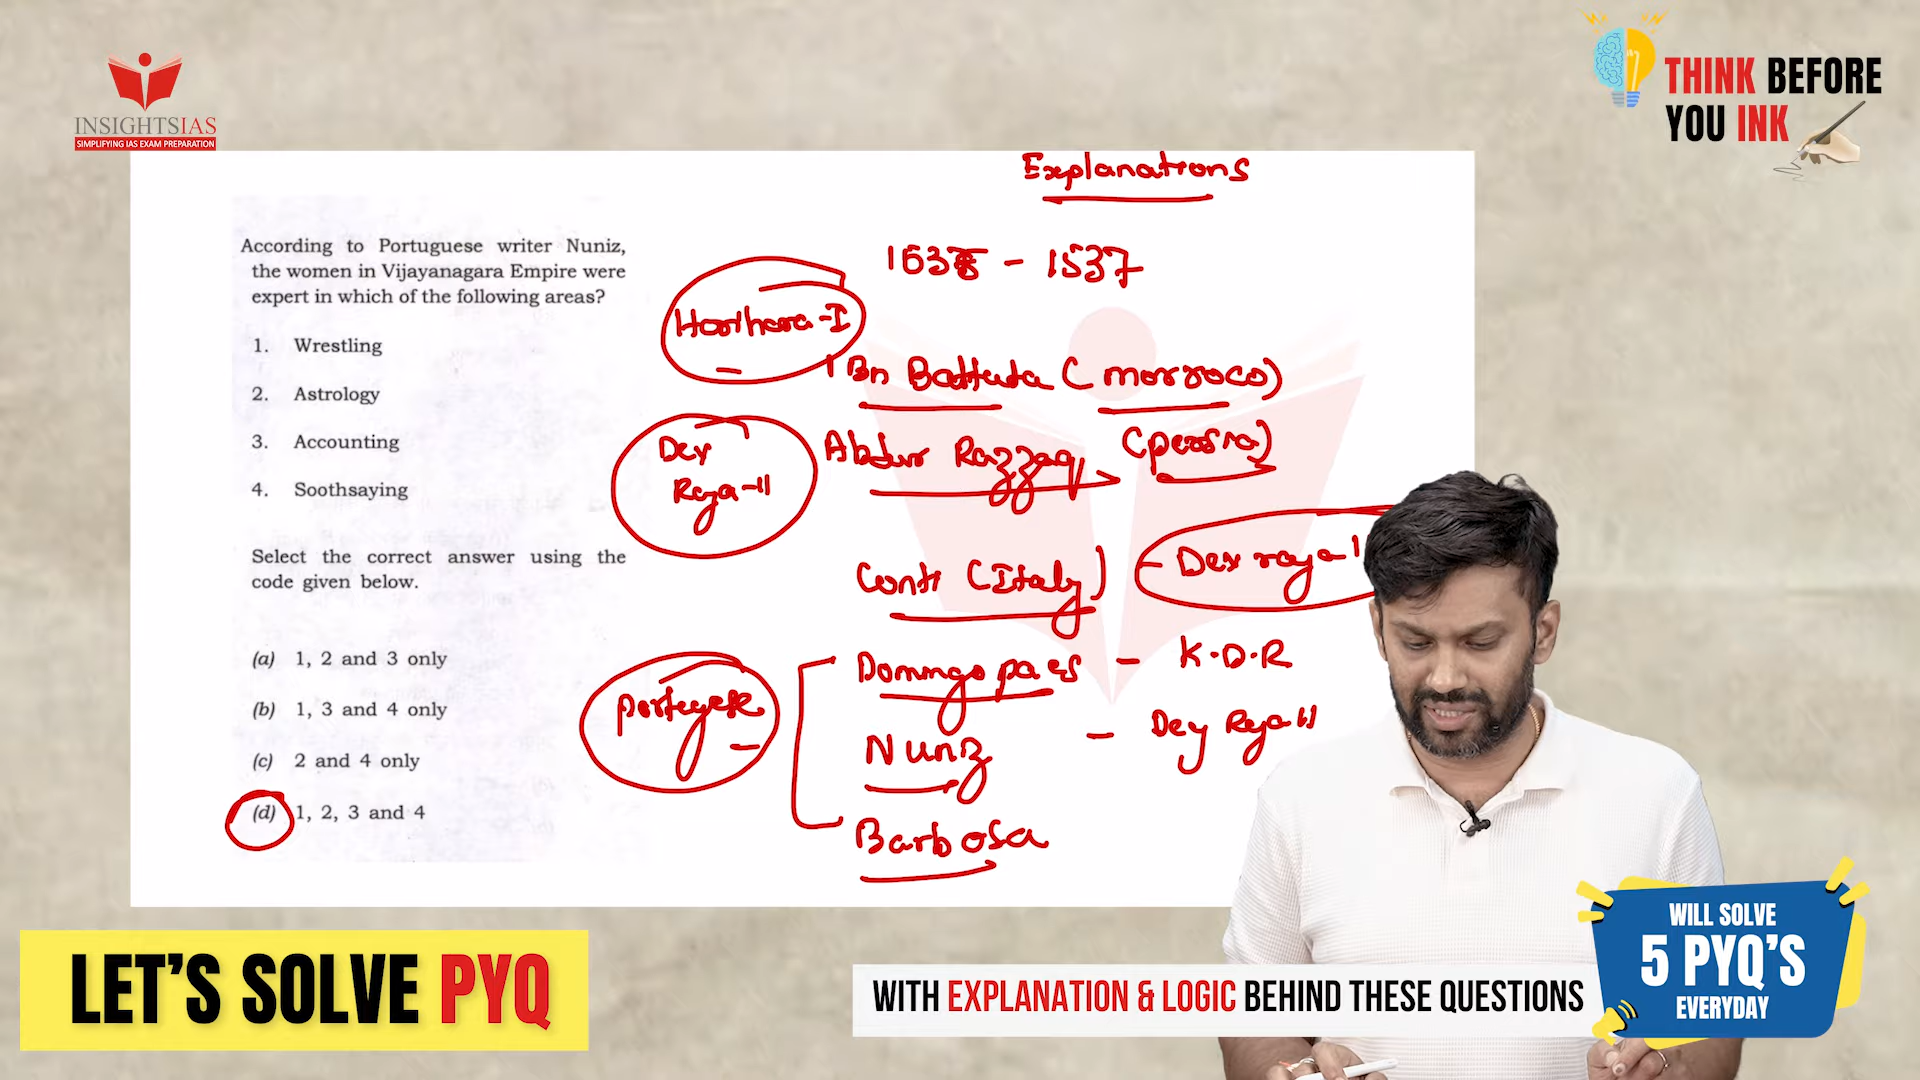 INSIGHTSIAS
SIMPLIFYING IAS EXAM PREPARATION
THINK BEFORE
YOU INK
Explanations
According to Portuguese writer Nuniz,
the women in Vijayanagara Empire were
expert in which of the following areas?
1. Wrestling
2. Astrology
3. Accounting
4. Soothsaying
Select the correct answer using the
code given below.
(a) 1, 2 and 3 only
(b) 1, 3 and 4 only
(c) 2 and 4 only
(d) 1, 2, 3 and 4
- 1537
Harihara-I
Ibn Battuta (morroco)
Dev
Raya-II
Abdur Razzaq (persia)
Conti (Italy) - Dev raya I
Domingo paes - K.D.R
Nuniz - Dev Raya II
Barbosa
LET'S SOLVE PYQ
WITH EXPLANATION & LOGIC BEHIND THESE QUESTIONS
WILL SOLVE
5 PYQ'S
EVERYDAY